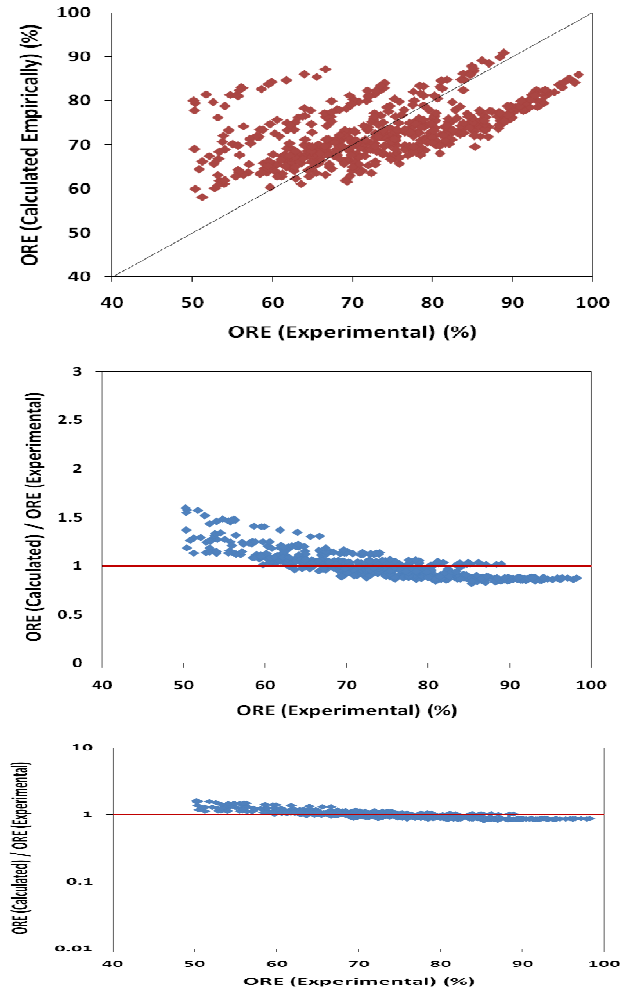 100
90
80
70
60
50
40
ORE (Calculated Empirically) (%)
40 50 60 70 80 90 100
ORE (Experimental) (%)
3
2.5
2
1.5
1
0.5
0
ORE (Calculated) / ORE (Experimental)
40 50 60 70 80 90 100
ORE (Experimental) (%)
10
1
0.1
0.01
ORE (Calculated) / ORE (Experimental)
40 50 60 70 80 90 100
ORE (Experimental) (%)